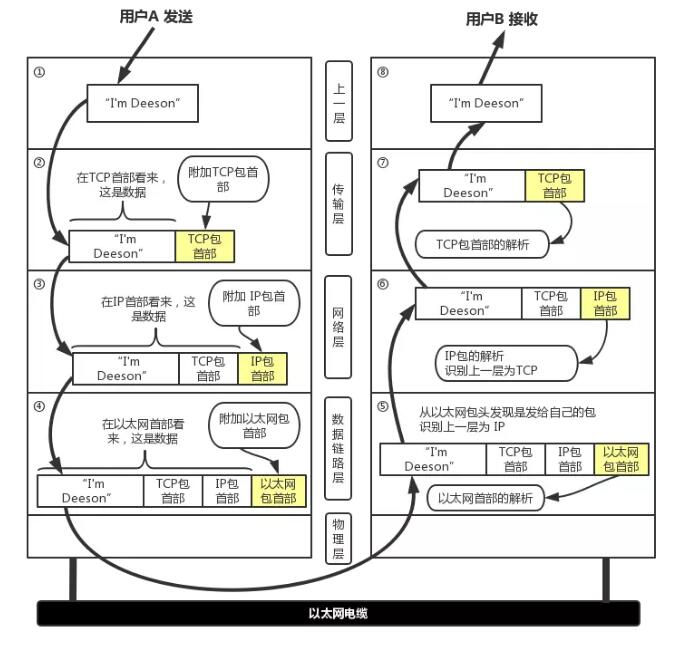 用户A 发送
用户B 接收
①
“I'm Deeson”
②
在TCP首部看来，
这是数据
附加TCP包首
部
“I'm
Deeson”
TCP包
首部
③
在IP首部看来，这
是数据
附加 IP包首
部
“I'm
Deeson”
TCP包
首部
IP包
首部
④
在以太网首部看
来，这是数据
附加以太网包
首部
“I'm
Deeson”
TCP包
首部
IP包
首部
以太网
包首部
上
一
层
传
输
层
网
络
层
数
据
链
路
层
物
理
层
⑧
“I'm Deeson”
⑦
“I'm
Deeson”
TCP包
首部
TCP包首部的解析
⑥
“I'm
Deeson”
TCP包
首部
IP包
首部
IP包的解析
识别上一层为TCP
⑤
从以太网包头发现是发给自己的包
识别上一层为 IP
“I'm
Deeson”
TCP包
首部
IP包
首部
以太网
包首部
以太网首部的解析
以太网电缆